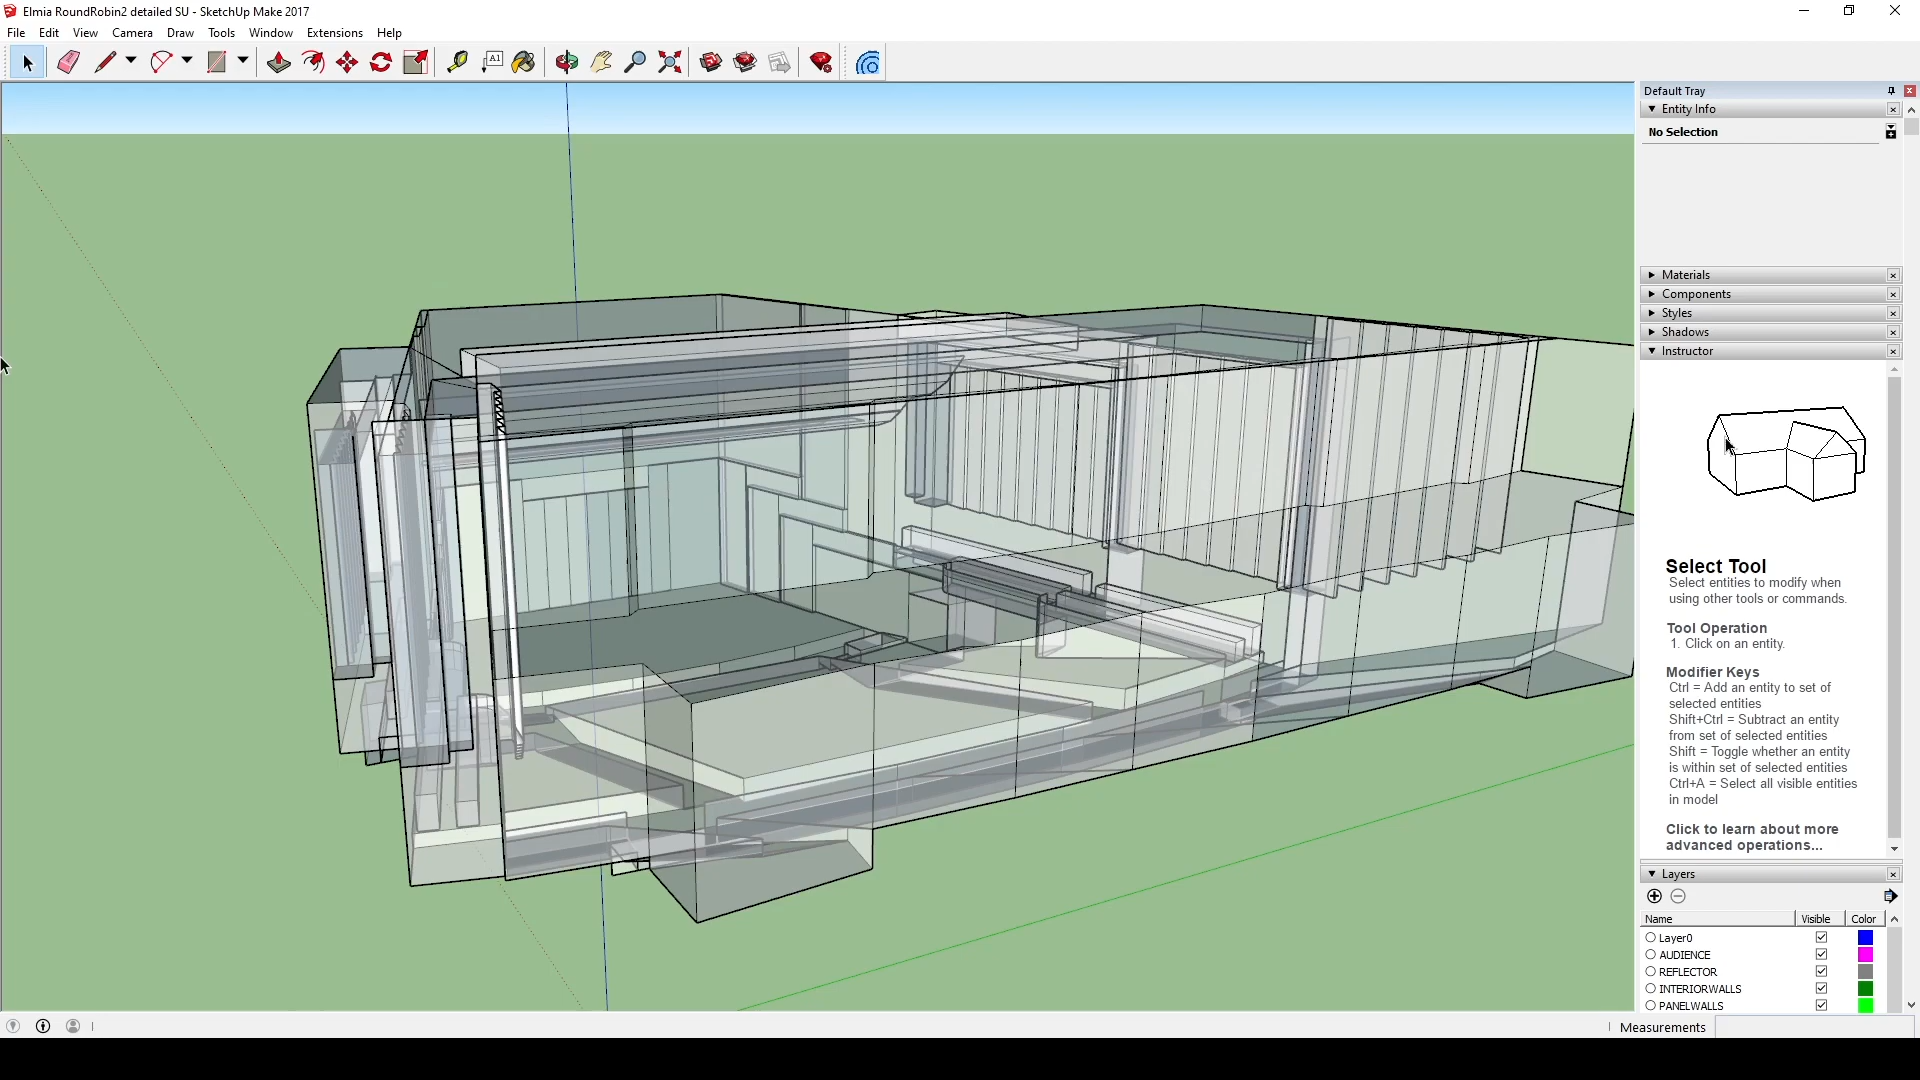 Elmia RoundRobin2 detailed SU - SketchUp Make 2017
File Edit View Camera Draw Tools Window Extensions Help
A1
Default Tray
Entity Info
No Selection
Materials
Components
Styles
Shadows
Instructor
Select Tool
Select entities to modify when
using other tools or commands.
Tool Operation
1. Click on an entity.
Modifier Keys
Ctrl = Add an entity to set of
selected entities
Shift+Ctrl = Subtract an entity
from set of selected entities
Shift = Toggle whether an entity
is within set of selected entities
Ctrl+A = Select all visible entities
in model
Click to learn about more
advanced operations...
Layers
Name Visible Color
Layer0
AUDIENCE
REFLECTOR
INTERIORWALLS
PANELWALLS
Measurements